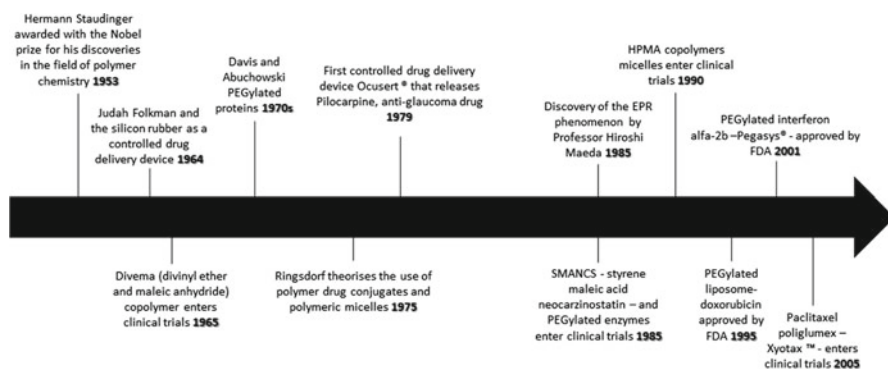 Hermann Staudinger
awarded with the Nobel
prize for his discoveries
in the field of polymer
chemistry 1953
Judah Folkman and
the silicon rubber as a
controlled drug
delivery device 1964
Davis and
Abuchowski
PEGylated
proteins 1970s
First controlled drug delivery
device Ocusert ® that releases
Pilocarpine, anti-glaucoma drug
1979
Discovery of the EPR
phenomenon by
Professor Hiroshi
Maeda 1985
HPMA copolymers
micelles enter clinical
trials 1990
PEGylated interferon
alfa-2b –Pegasys® - approved by
FDA 2001
Divema (divinyl ether
and maleic anhydride)
copolymer enters
clinical trials 1965
Ringsdorf theorises the use of
polymer drug conjugates and
polymeric micelles 1975
SMANCS - styrene
maleic acid
neocarzinostatin – and
PEGylated enzymes
enter clinical trials 1985
PEGylated
liposome-
doxorubicin
approved by
FDA 1995
Paclitaxel poliglumex –
Xyotax ™ - enters
clinical trials 2005